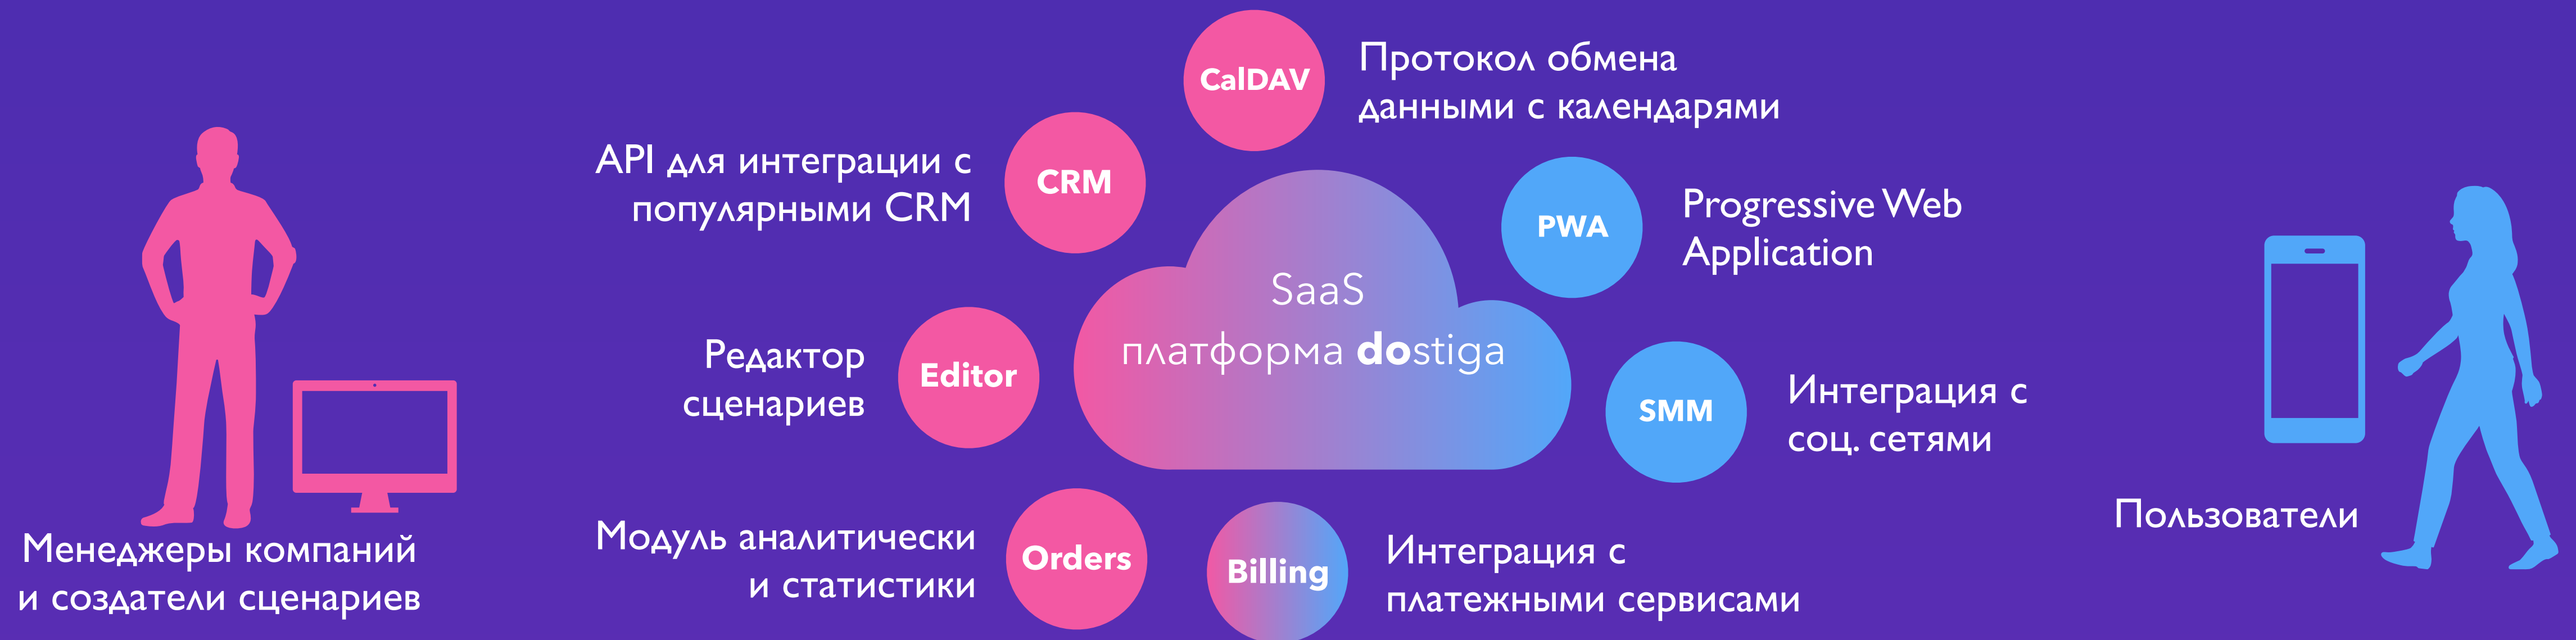 CalDAV
Протокол обмена
данными с календарями
API для интеграции с
популярными CRM
CRM
PWA
Progressive Web
Application
SaaS
платформа dostiga
Редактор
сценариев
Editor
SMM
Интеграция с
соц. сетями
Модуль аналитически
и статистики
Orders
Billing
Интеграция с
платежными сервисами
Менеджеры компаний
и создатели сценариев
Пользователи